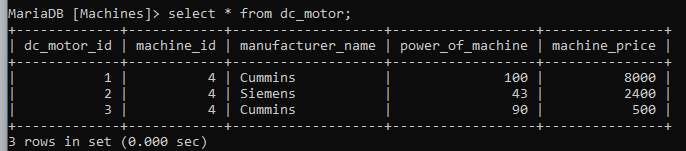 MariaDB [Machines]> select * from dc_motor;
+-------------+------------+-------------------+------------------+---------------+
| dc_motor_id | machine_id | manufacturer_name | power_of_machine | machine_price |
+-------------+------------+-------------------+------------------+---------------+
|           1 |          4 | Cummins           |              100 |          8000 |
|           2 |          4 | Siemens           |               43 |          2400 |
|           3 |          4 | Cummins           |               90 |           500 |
+-------------+------------+-------------------+------------------+---------------+
3 rows in set (0.000 sec)